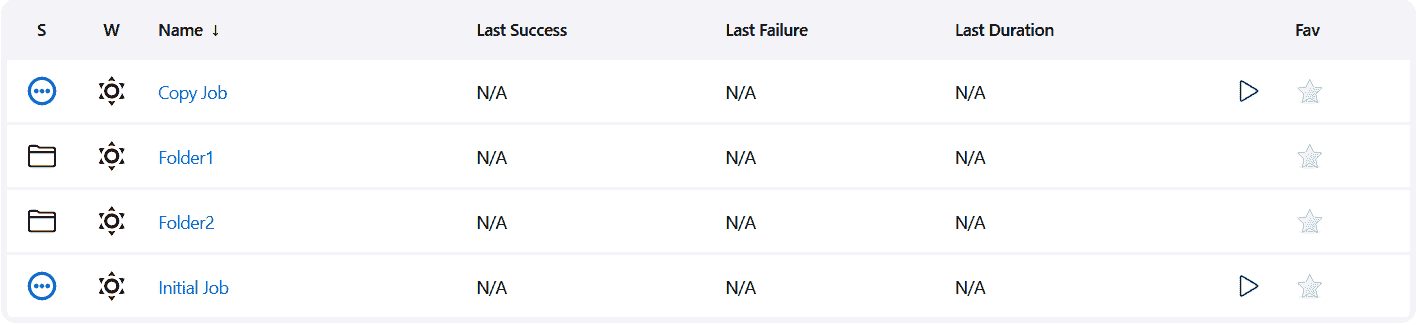 S W Name ↓ Last Success Last Failure Last Duration Fav
Copy Job N/A N/A N/A
Folder1 N/A N/A N/A
Folder2 N/A N/A N/A
Initial Job N/A N/A N/A